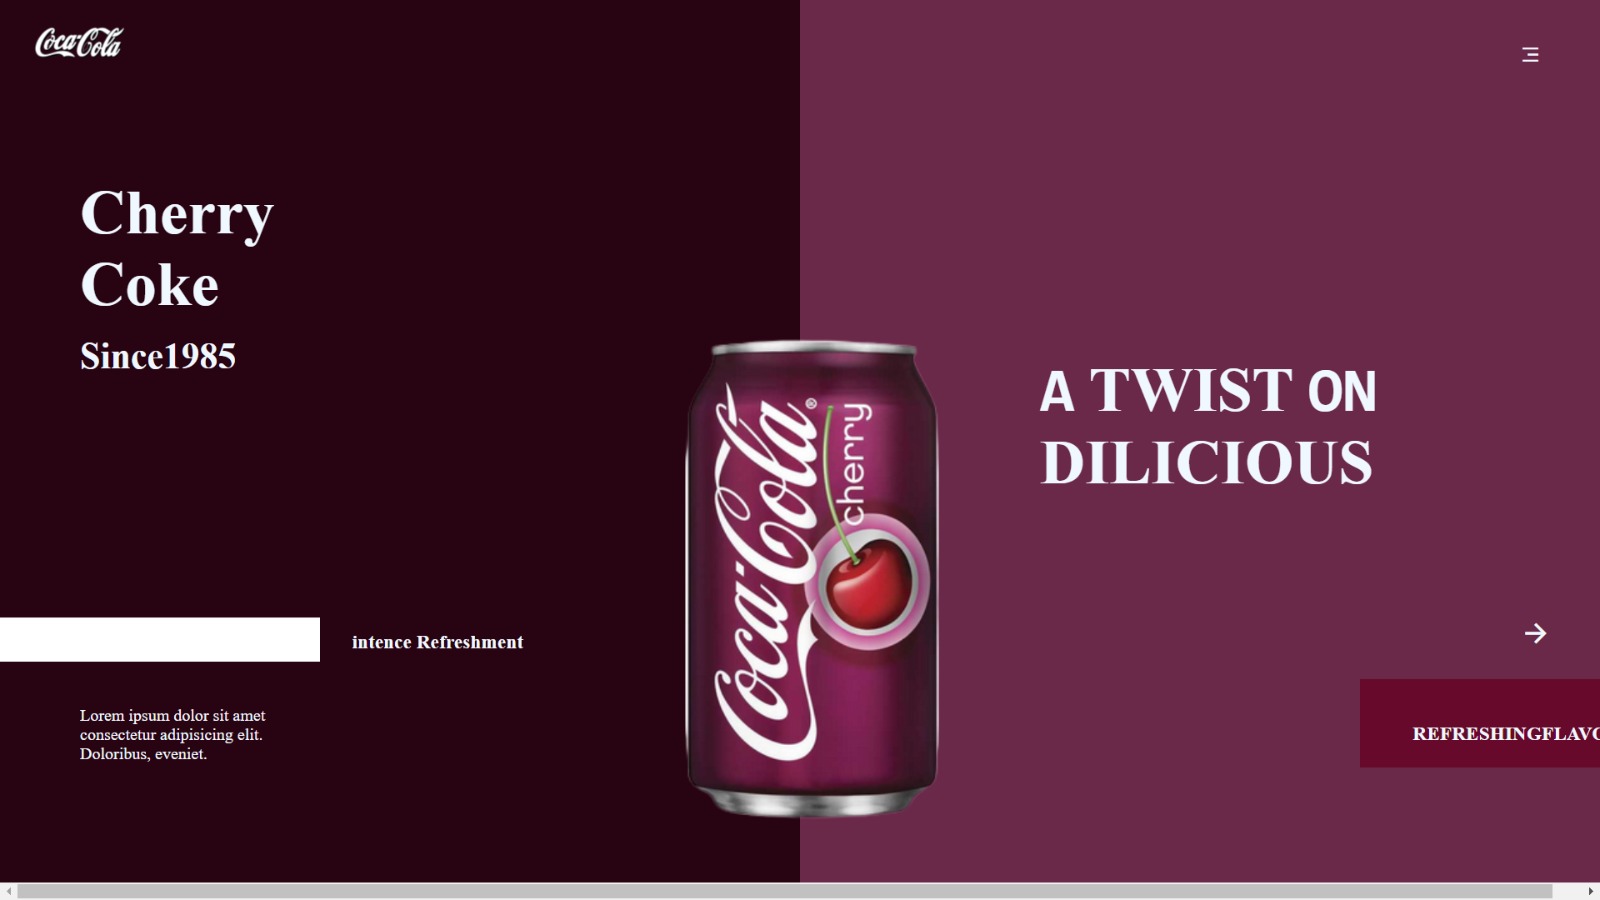 Coca-Cola
Cherry
Coke
Since1985
A TWIST ON
DILICIOUS
Coca-Cola®
cherry
intence Refreshment
Lorem ipsum dolor sit amet
consectetur adipisicing elit.
Doloribus, eveniet.
REFRESHINGFLAVO